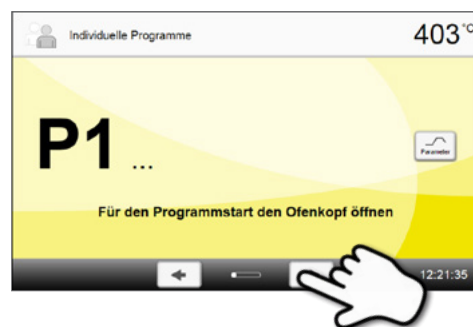 Individuelle Programme
403 °C
P1 ...
Parameter
Für den Programmstart den Ofenkopf öffnen
12:21:35